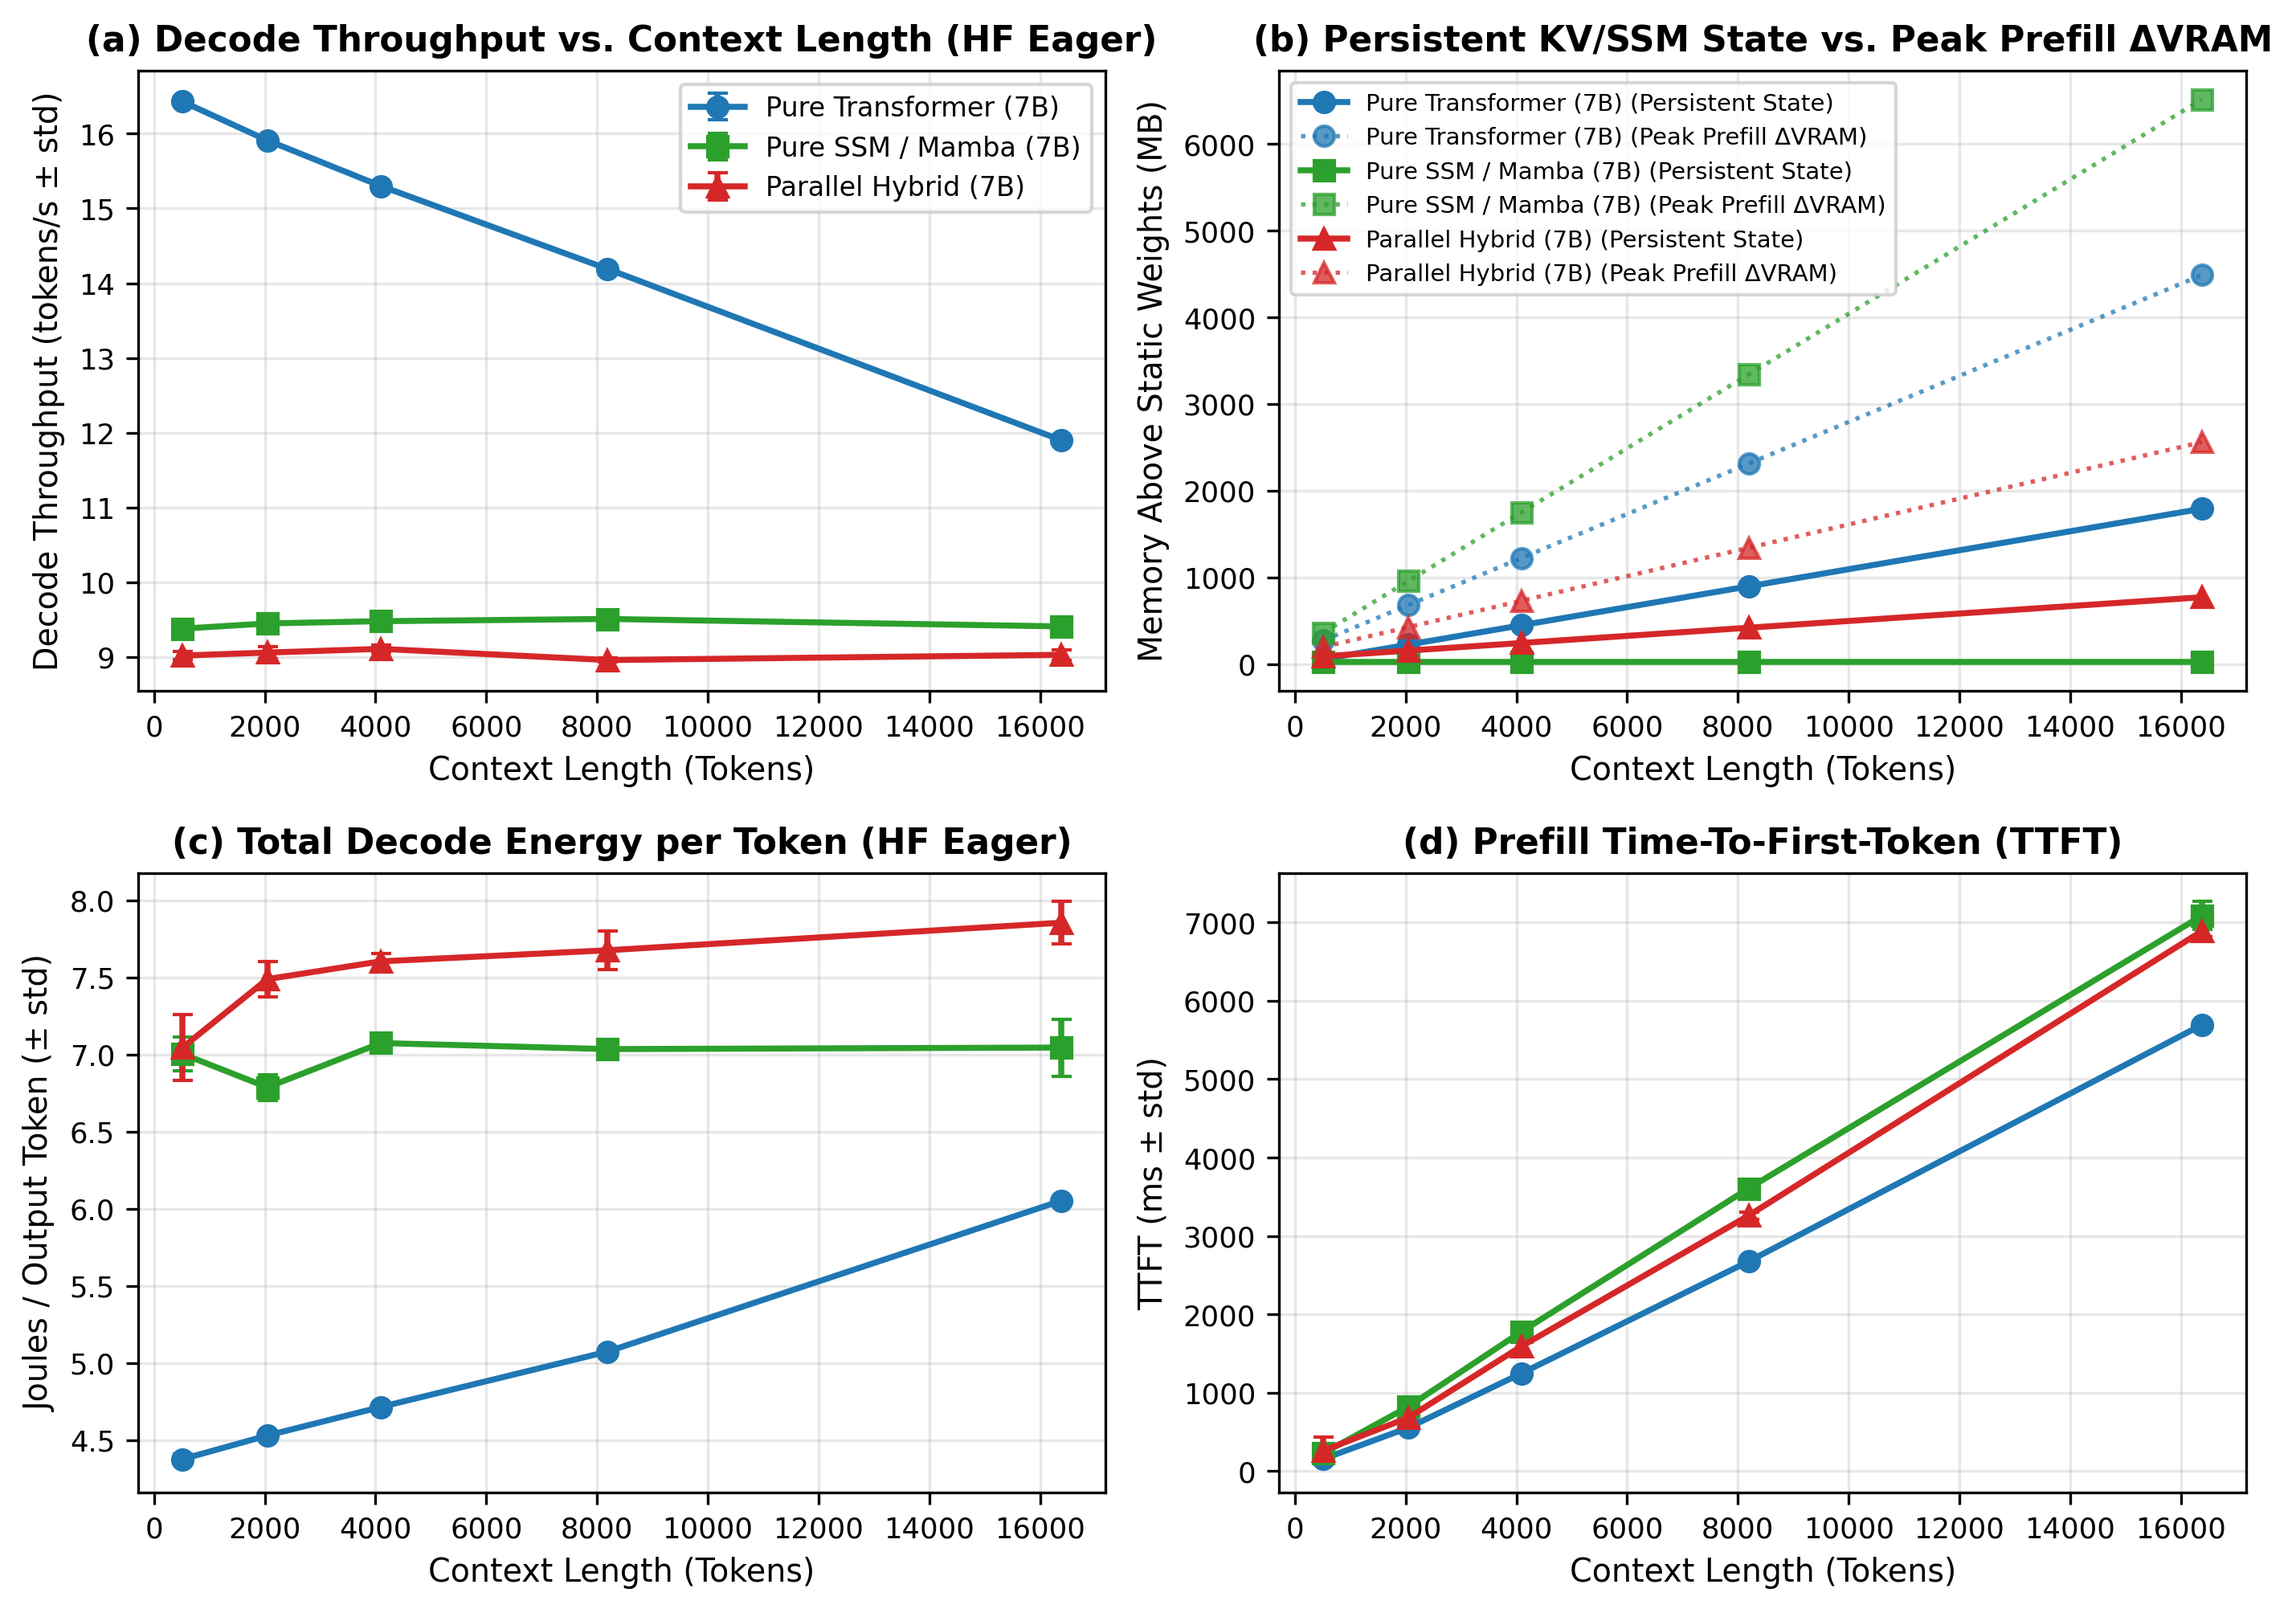 (a) Decode Throughput vs. Context Length (HF Eager)
Decode Throughput (tokens/s ± std)
16
15
14
13
12
11
10
9
Pure Transformer (7B)
Pure SSM / Mamba (7B)
Parallel Hybrid (7B)
0 2000 4000 6000 8000 10000 12000 14000 16000
Context Length (Tokens)
(b) Persistent KV/SSM State vs. Peak Prefill ΔVRAM
Memory Above Static Weights (MB)
6000
5000
4000
3000
2000
1000
0
Pure Transformer (7B) (Persistent State)
Pure Transformer (7B) (Peak Prefill ΔVRAM)
Pure SSM / Mamba (7B) (Persistent State)
Pure SSM / Mamba (7B) (Peak Prefill ΔVRAM)
Parallel Hybrid (7B) (Persistent State)
Parallel Hybrid (7B) (Peak Prefill ΔVRAM)
0 2000 4000 6000 8000 10000 12000 14000 16000
Context Length (Tokens)
(c) Total Decode Energy per Token (HF Eager)
Joules / Output Token (± std)
8.0
7.5
7.0
6.5
6.0
5.5
5.0
4.5
0 2000 4000 6000 8000 10000 12000 14000 16000
Context Length (Tokens)
(d) Prefill Time-To-First-Token (TTFT)
TTFT (ms ± std)
7000
6000
5000
4000
3000
2000
1000
0
0 2000 4000 6000 8000 10000 12000 14000 16000
Context Length (Tokens)